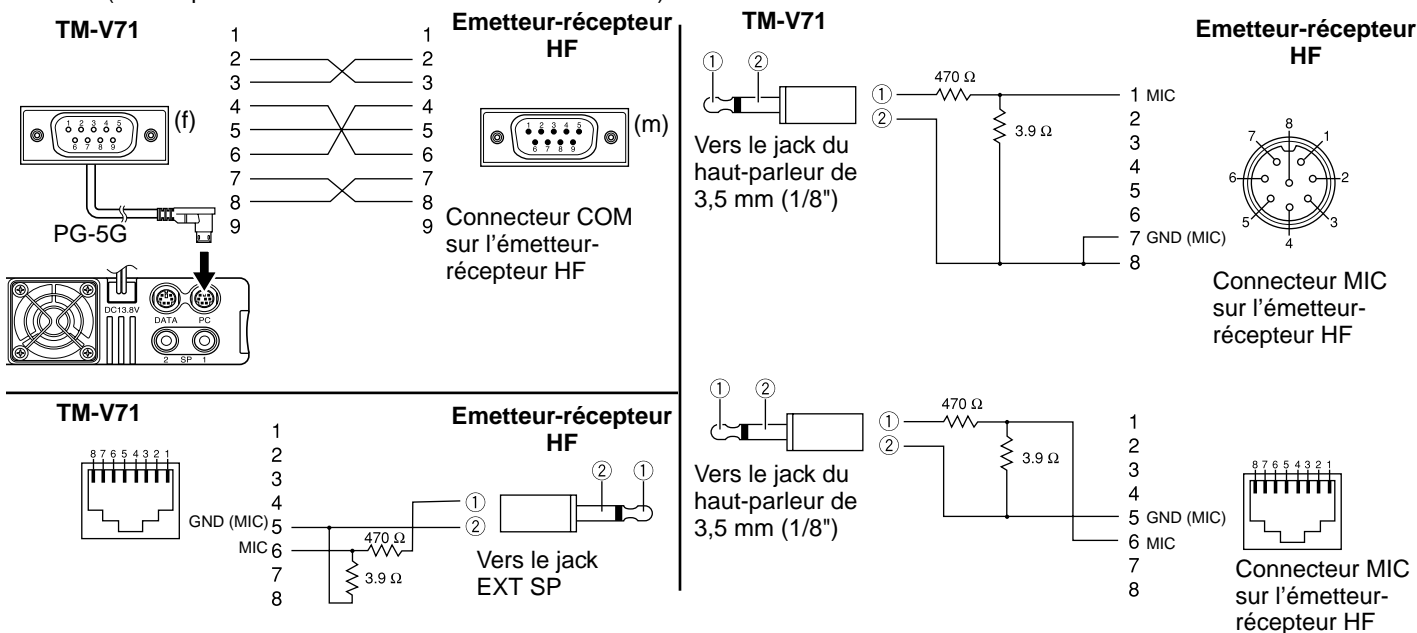 TM-V71
Emetteur-récepteur
HF
1 1
2 2
3 3
4 4
5 5
6 6
7 7
8 8
9 9
1 2 3 4 5
6 7 8 9
(f)
1 2 3 4 5
6 7 8 9
(m)
PG-5G
Connecteur COM
sur l'émetteur-
récepteur HF
DC13.8V
DATA PC
2 SP 1
TM-V71
Emetteur-récepteur
HF
8 7 6 5 4 3 2 1
1
2
3
4
GND (MIC) 5
MIC 6
7
8
470 Ω
3.9 Ω
①
②
② ①
Vers le jack
EXT SP
TM-V71
Emetteur-récepteur
HF
① ②
Vers le jack du
haut-parleur de
3,5 mm (1/8")
①
②
470 Ω
3.9 Ω
1 MIC
2
3
4
5
6
7 GND (MIC)
8
8
7 1
6 2
5 3
4
Connecteur MIC
sur l'émetteur-
récepteur HF
① ②
Vers le jack du
haut-parleur de
3,5 mm (1/8")
①
②
470 Ω
3.9 Ω
1
2
3
4
5 GND (MIC)
6 MIC
7
8
8 7 6 5 4 3 2 1
Connecteur MIC
sur l'émetteur-
récepteur HF